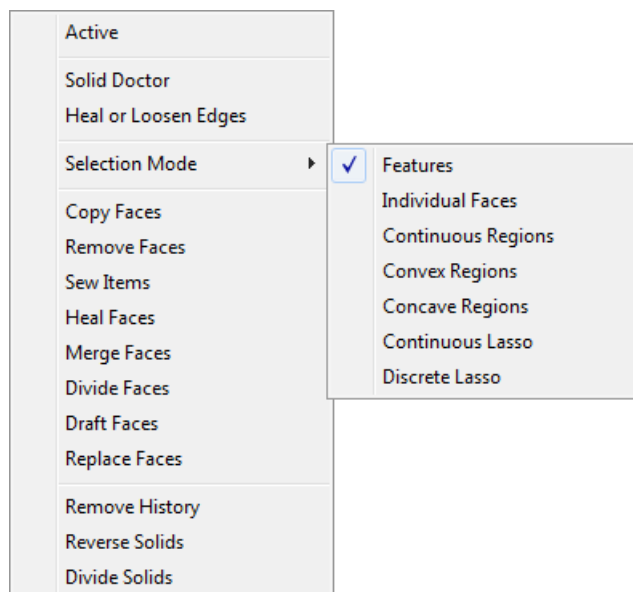 Active
Solid Doctor
Heal or Loosen Edges
Selection Mode
Features
Individual Faces
Continuous Regions
Convex Regions
Concave Regions
Continuous Lasso
Discrete Lasso
Copy Faces
Remove Faces
Sew Items
Heal Faces
Merge Faces
Divide Faces
Draft Faces
Replace Faces
Remove History
Reverse Solids
Divide Solids